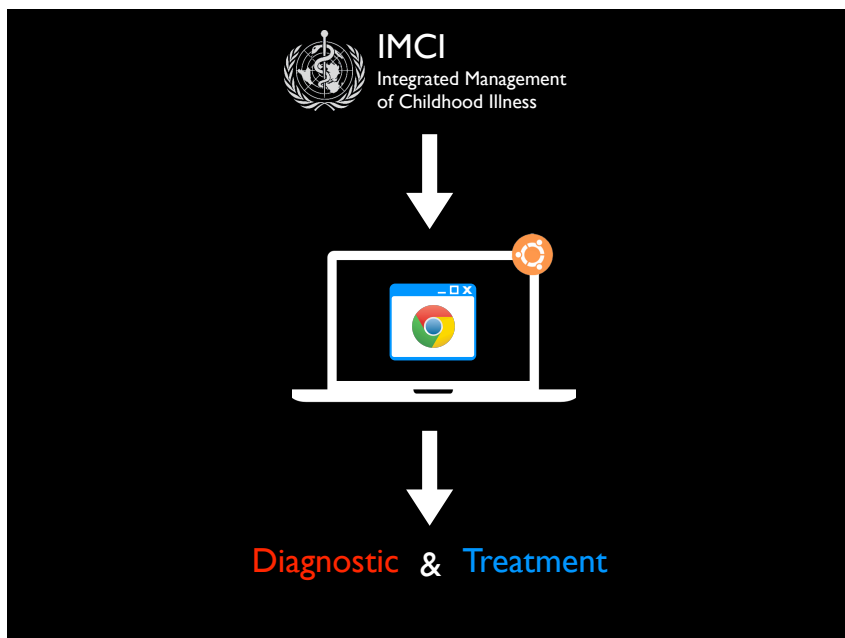 IMCI
Integrated Management
of Childhood Illness
Diagnostic & Treatment